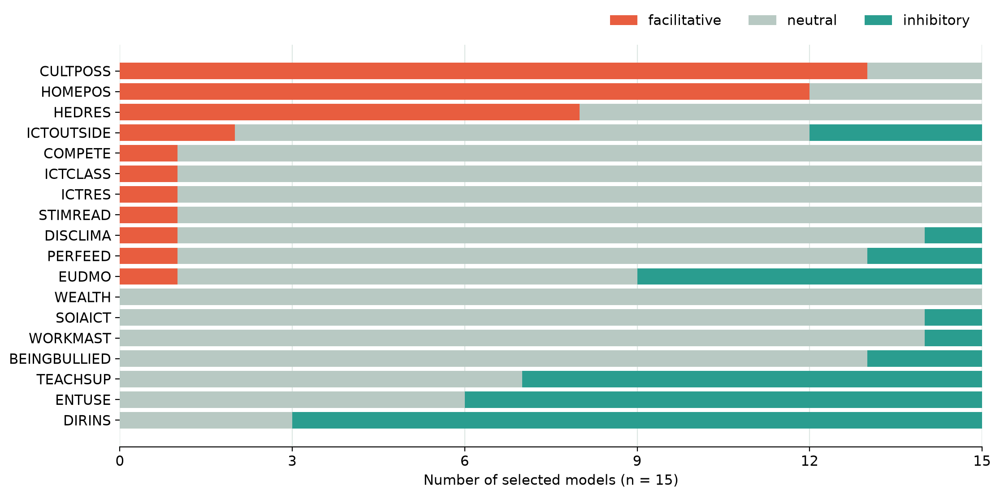 facilitative neutral inhibitory
CULTPOSS
HOMEPOS
HEDRES
ICTOUTSIDE
COMPETE
ICTCLASS
ICTRES
STIMREAD
DISCLIMA
PERFEED
EUDMO
WEALTH
SOIAICT
WORKMAST
BEINGBULLIED
TEACHSUP
ENTUSE
DIRINS
0 3 6 9 12 15
Number of selected models (n = 15)